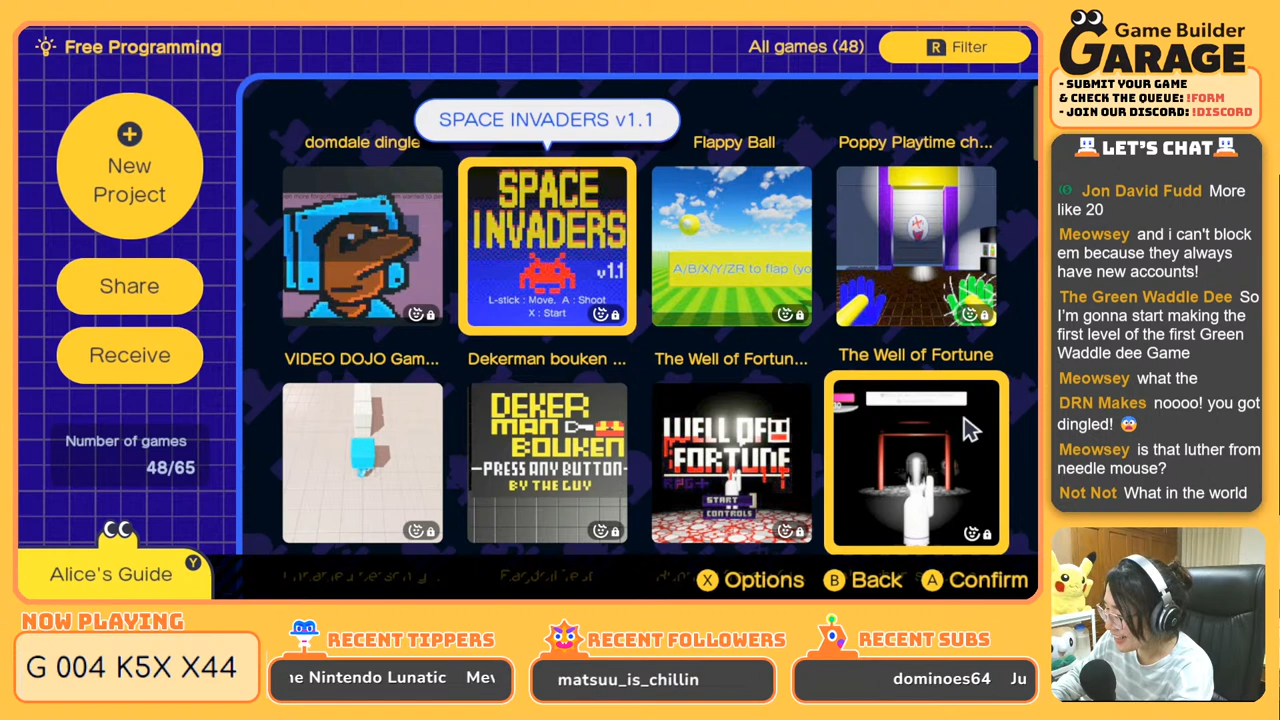 Free Programming
All games (48)
R Filter
+
New
Project
Share
Receive
Number of games
48/65
Alice's Guide
Y
SPACE INVADERS v1.1
domdale dingle
Flappy Ball
Poppy Playtime ch...
SPACE
INVADERS
v1.1
L-stick : Move, A : Shoot
X : Start
A/B/X/Y/ZR to flap (yo
VIDEO DOJO Gam...
Dekerman bouken ...
The Well of Fortun...
The Well of Fortune
DEKER
MAN
BOUKEN
-PRESS ANY BUTTON-
BY THE GUY
WELL OF
FORTUNE
RPG+
START
CONTROLS
X Options
B Back
A Confirm
Game Builder
GARAGE
- SUBMIT YOUR GAME
& CHECK THE QUEUE: !FORM
- JOIN OUR DISCORD: !DISCORD
LET'S CHAT
Jon David Fudd More
like 20
Meowsey and i can't block
em because they always
have new accounts!
The Green Waddle Dee So
I'm gonna start making the
first level of the first Green
Waddle dee Game
Meowsey what the
DRN Makes noooo! you got
dingled! 😨
Meowsey is that luther from
needle mouse?
Not Not What in the world
NOW PLAYING
G 004 K5X X44
RECENT TIPPERS
Nintendo Lunatic
RECENT FOLLOWERS
matsuu_is_chillin
RECENT SUBS
dominoes64 Ju